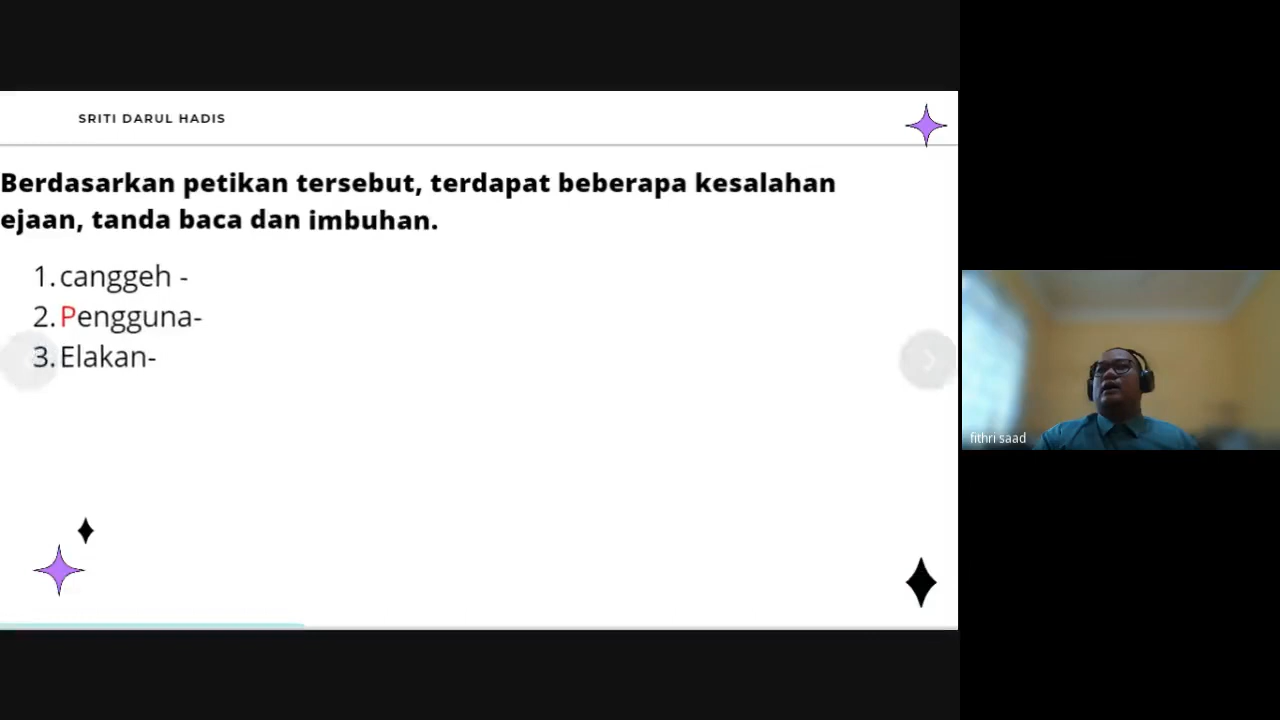 SRITI DARUL HADIS
Berdasarkan petikan tersebut, terdapat beberapa kesalahan
ejaan, tanda baca dan imbuhan.
1. canggeh -
2. Pengguna-
3. Elakan-
fithri saad